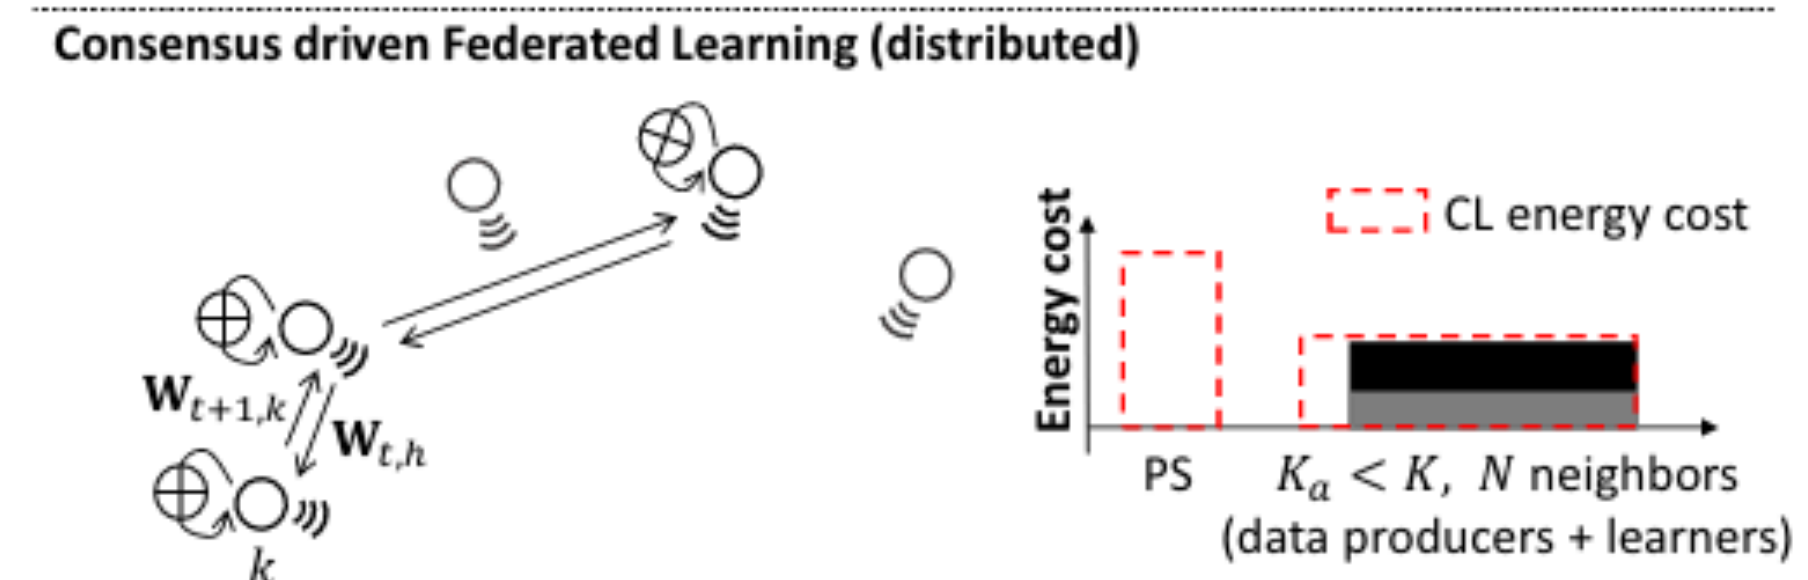 Consensus driven Federated Learning (distributed)
CL energy cost
Energy cost
W_{t+1,k}
W_{t,h}
k
PS
K_a < K, N neighbors
(data producers + learners)